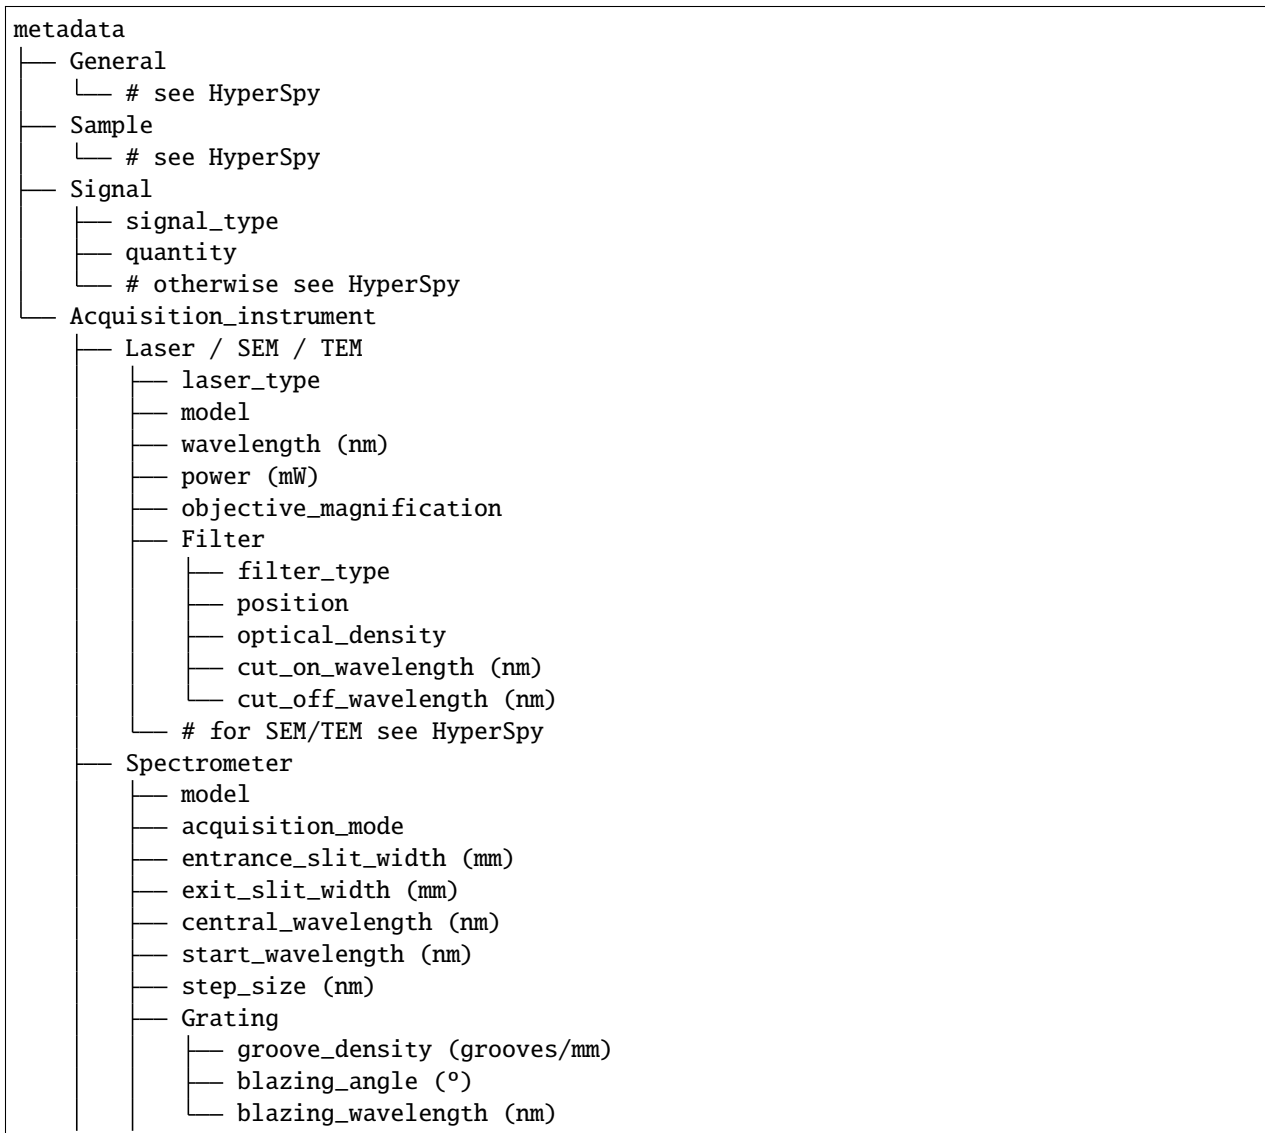 metadata
├── General
│   └── # see HyperSpy
├── Sample
│   └── # see HyperSpy
├── Signal
│   ├── signal_type
│   ├── quantity
│   └── # otherwise see HyperSpy
└── Acquisition_instrument
    ├── Laser / SEM / TEM
    │   ├── laser_type
    │   ├── model
    │   ├── wavelength (nm)
    │   ├── power (mW)
    │   ├── objective_magnification
    │   ├── Filter
    │   │   ├── filter_type
    │   │   ├── position
    │   │   ├── optical_density
    │   │   ├── cut_on_wavelength (nm)
    │   │   └── cut_off_wavelength (nm)
    │   └── # for SEM/TEM see HyperSpy
    ├── Spectrometer
    │   ├── model
    │   ├── acquisition_mode
    │   ├── entrance_slit_width (mm)
    │   ├── exit_slit_width (mm)
    │   ├── central_wavelength (nm)
    │   ├── start_wavelength (nm)
    │   ├── step_size (nm)
    │   ├── Grating
    │   │   ├── groove_density (grooves/mm)
    │   │   ├── blazing_angle (º)
    │   │   └── blazing_wavelength (nm)